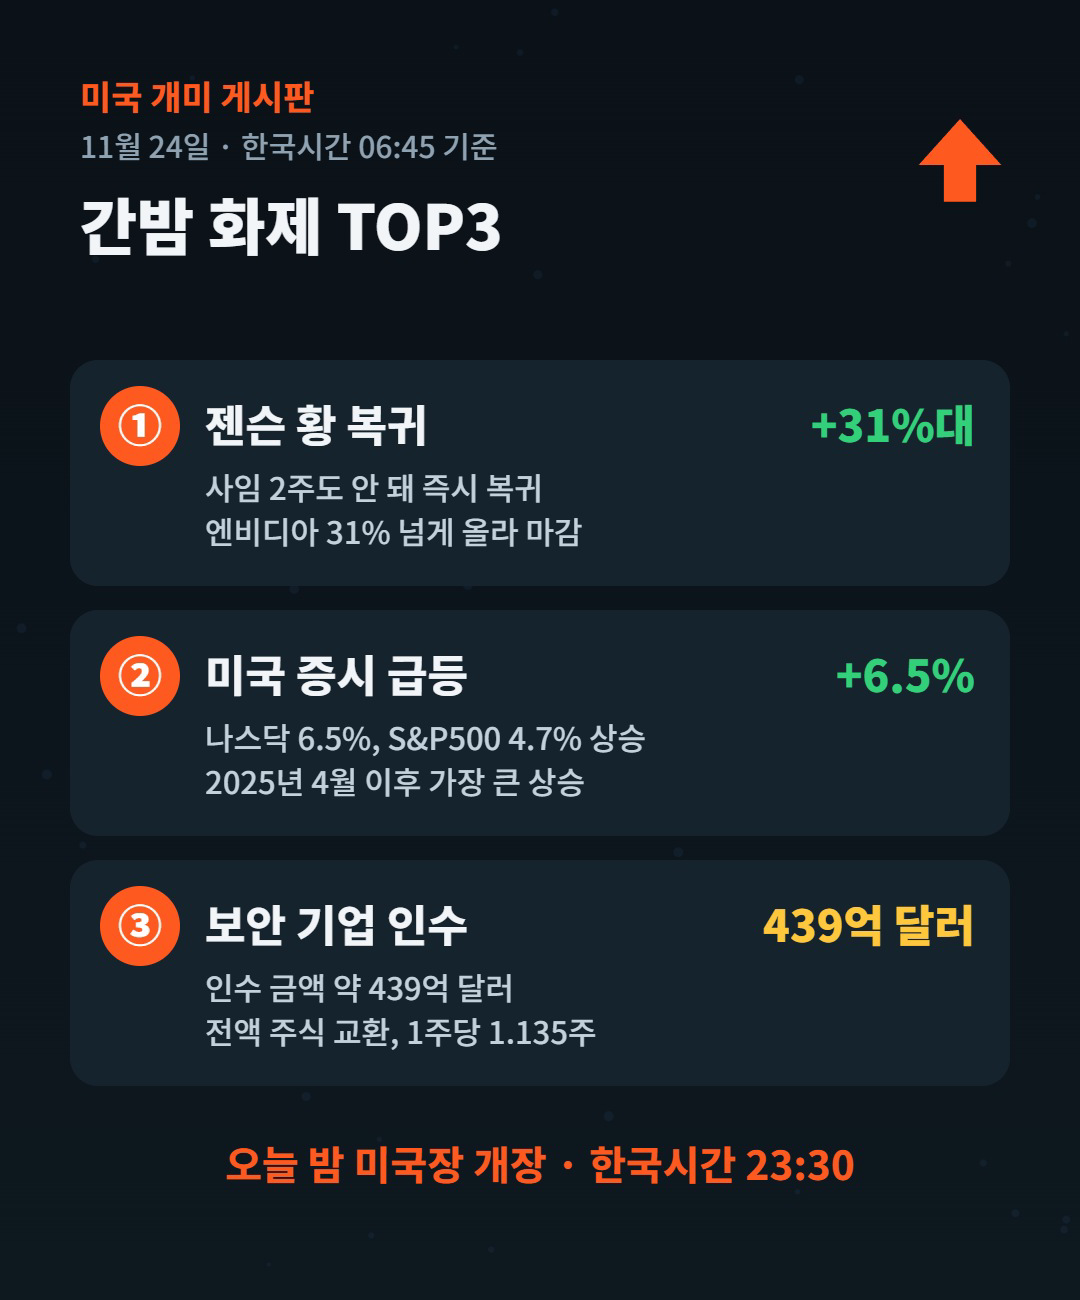 미국 개미 게시판
11월 24일 · 한국시간 06:45 기준
간밤 화제 TOP3
① 젠슨 황 복귀 +31%대
사임 2주도 안 돼 즉시 복귀
엔비디아 31% 넘게 올라 마감
② 미국 증시 급등 +6.5%
나스닥 6.5%, S&P500 4.7% 상승
2025년 4월 이후 가장 큰 상승
③ 보안 기업 인수 439억 달러
인수 금액 약 439억 달러
전액 주식 교환, 1주당 1.135주
오늘 밤 미국장 개장 · 한국시간 23:30